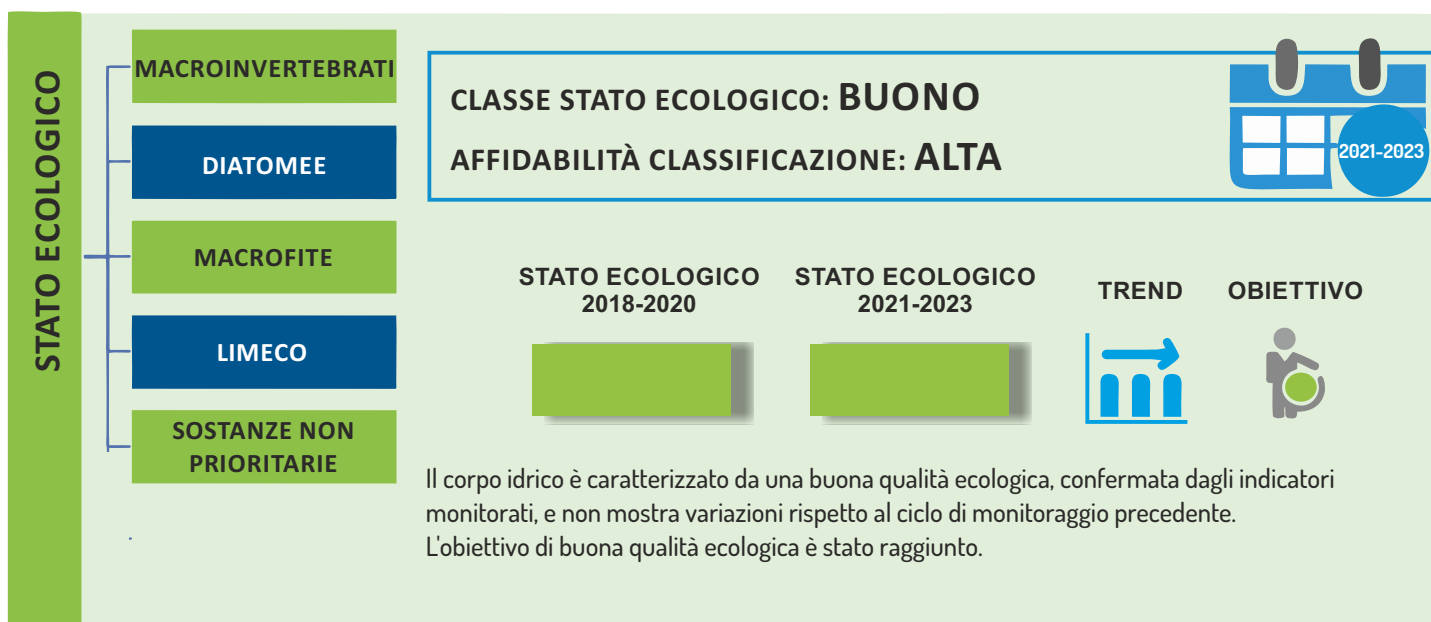 STATO ECOLOGICO
MACROINVERTEBRATI
DIATOMEE
MACROFITE
LIMECO
SOSTANZE NON
PRIORITARIE
.
CLASSE STATO ECOLOGICO: BUONO
AFFIDABILITÀ CLASSIFICAZIONE: ALTA
2021-2023
STATO ECOLOGICO
2018-2020
STATO ECOLOGICO
2021-2023
TREND
OBIETTIVO
Il corpo idrico è caratterizzato da una buona qualità ecologica, confermata dagli indicatori
monitorati, e non mostra variazioni rispetto al ciclo di monitoraggio precedente.
L'obiettivo di buona qualità ecologica è stato raggiunto.